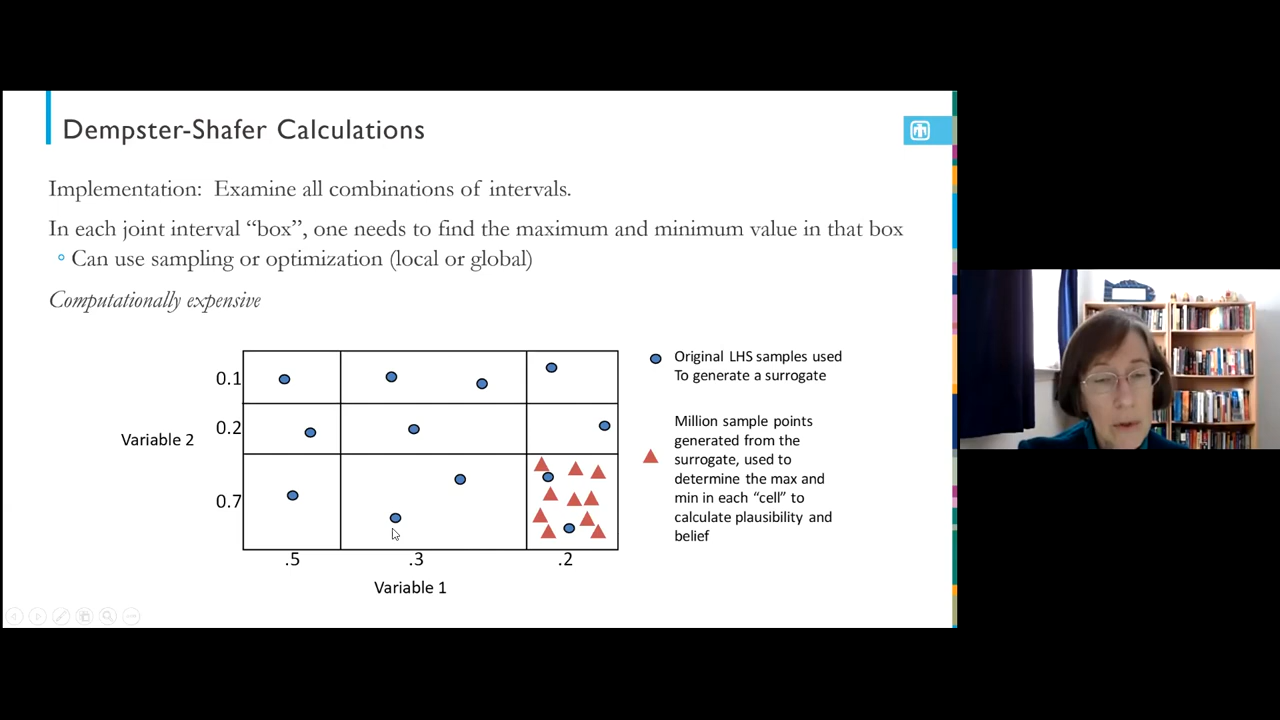 Dempster-Shafer Calculations
Implementation: Examine all combinations of intervals.
In each joint interval “box”, one needs to find the maximum and minimum value in that box
Can use sampling or optimization (local or global)
Computationally expensive
0.1
0.2
Variable 2
0.7
.5
.3
.2
Variable 1
Original LHS samples used
To generate a surrogate
Million sample points
generated from the
surrogate, used to
determine the max and
min in each “cell” to
calculate plausibility and
belief